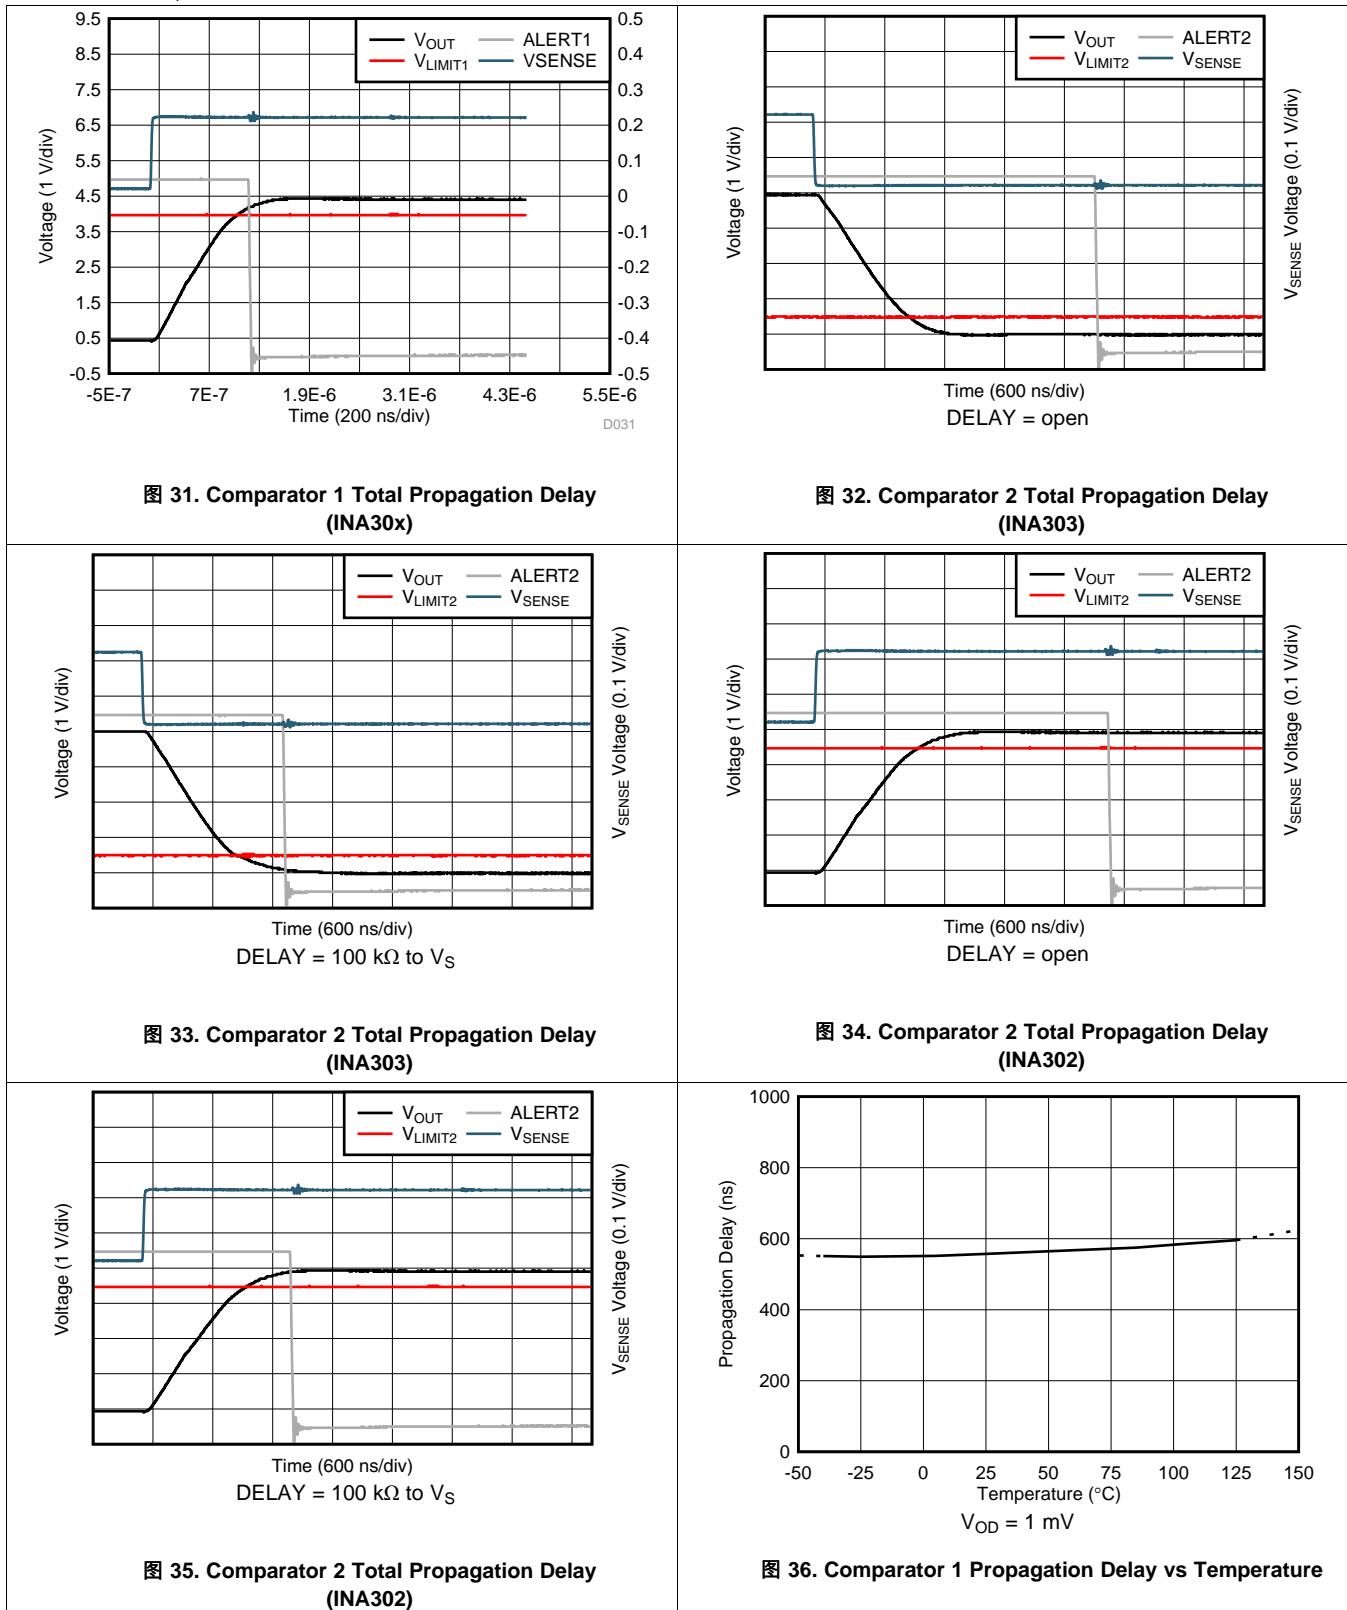 9.5
8.5
7.5
6.5
5.5
4.5
3.5
2.5
1.5
0.5
-0.5
0.5
0.4
0.3
0.2
0.1
0
-0.1
-0.2
-0.3
-0.4
-0.5
Voltage (1 V/div)
VOUT ALERT1
VLIMIT1 VSENSE
-5E-7 7E-7 1.9E-6 3.1E-6 4.3E-6 5.5E-6
Time (200 ns/div)
D031
图 31. Comparator 1 Total Propagation Delay
(INA30x)
Voltage (1 V/div)
VOUT ALERT2
VLIMIT2 VSENSE
VSENSE Voltage (0.1 V/div)
Time (600 ns/div)
DELAY = open
图 32. Comparator 2 Total Propagation Delay
(INA303)
Voltage (1 V/div)
VOUT ALERT2
VLIMIT2 VSENSE
VSENSE Voltage (0.1 V/div)
Time (600 ns/div)
DELAY = 100 kΩ to VS
图 33. Comparator 2 Total Propagation Delay
(INA303)
Voltage (1 V/div)
VOUT ALERT2
VLIMIT2 VSENSE
VSENSE Voltage (0.1 V/div)
Time (600 ns/div)
DELAY = open
图 34. Comparator 2 Total Propagation Delay
(INA302)
Voltage (1 V/div)
VOUT ALERT2
VLIMIT2 VSENSE
VSENSE Voltage (0.1 V/div)
Time (600 ns/div)
DELAY = 100 kΩ to VS
图 35. Comparator 2 Total Propagation Delay
(INA302)
Propagation Delay (ns)
1000
800
600
400
200
0
-50 -25 0 25 50 75 100 125 150
Temperature (°C)
VOD = 1 mV
图 36. Comparator 1 Propagation Delay vs Temperature